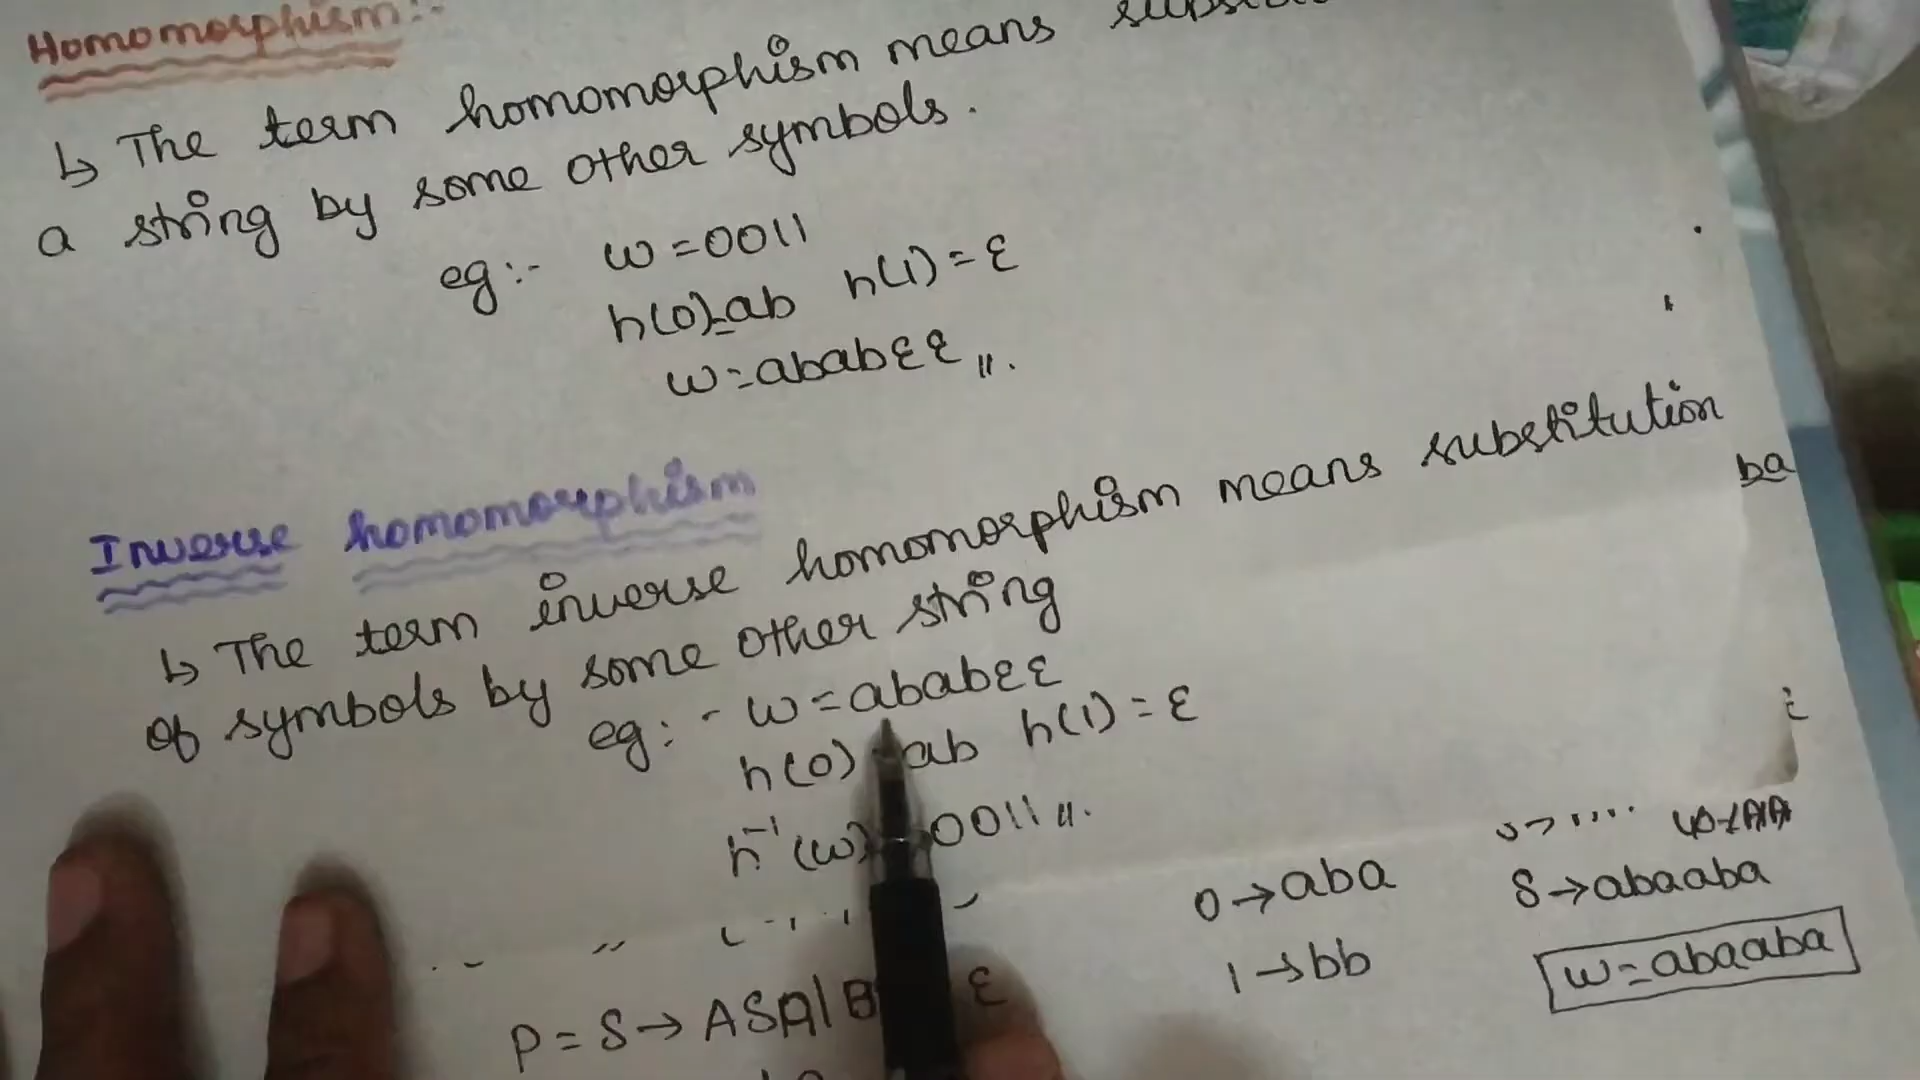 Homomorphism:-
↳ The term homomorphism means
a string by some other symbols.
eg:- w=0011
h(0)=ab h(1)=ε
w=ababεε//.
Inverse homomorphism
↳ The term inverse homomorphism means substitution
ba
of symbols by some other string
eg:- w=ababεε
h(0) ab h(1)=ε
h⁻¹(w) 0011//.
0→aba S→abaaba
1→bb w=abaaba
P=S→ASA|B ε